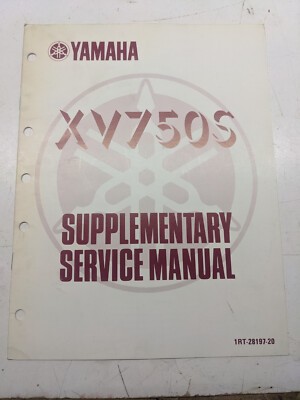 YAMAHA
XV750S
SUPPLEMENTARY
SERVICE MANUAL
1RT-28197-20